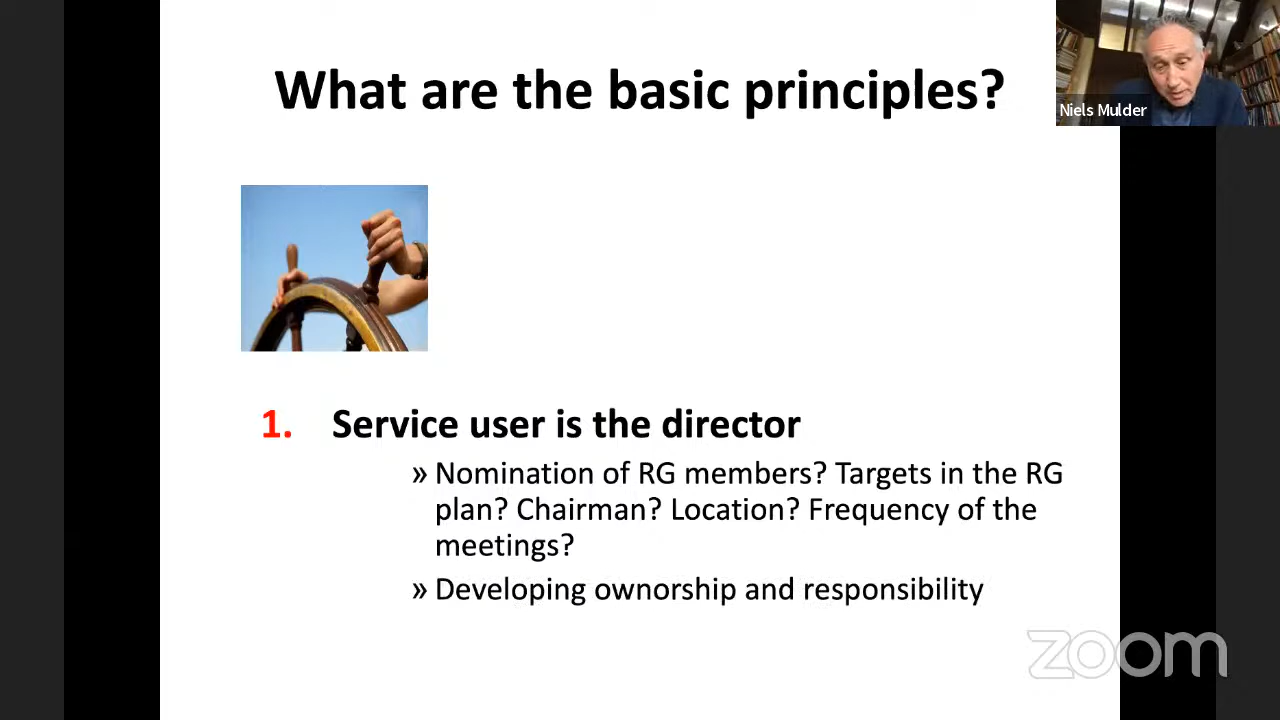 What are the basic principles?
Niels Mulder
1. Service user is the director
» Nomination of RG members? Targets in the RG
plan? Chairman? Location? Frequency of the
meetings?
» Developing ownorship and responsibility
zoom